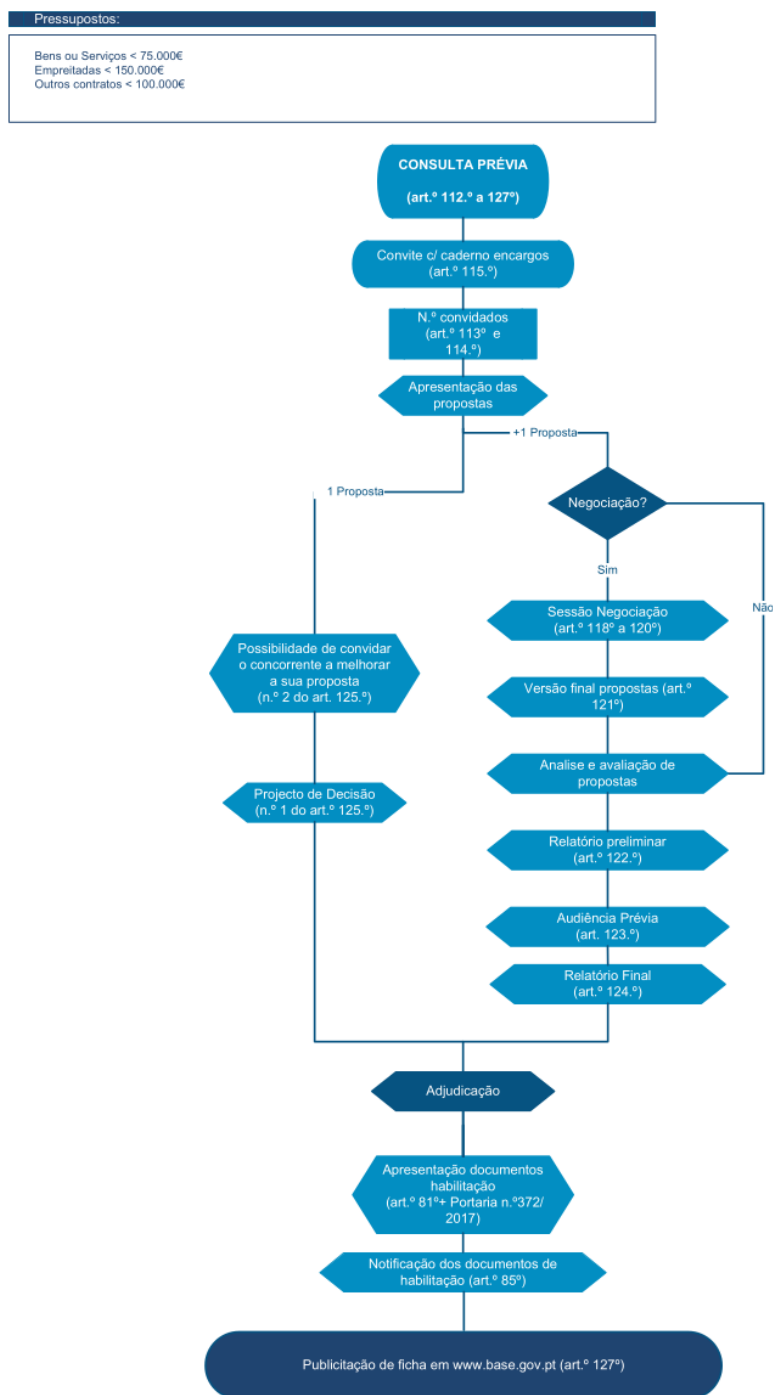 Pressupostos:
Bens ou Serviços < 75.000€
Empreitadas < 150.000€
Outros contratos < 100.000€
CONSULTA PRÉVIA
(art.º 112.º a 127º)
Convite c/ caderno encargos
(art.º 115.º)
N.º convidados
(art.º 113º e
114.º)
Apresentação das
propostas
+1 Proposta
1 Proposta
Negociação?
Sim
Não
Sessão Negociação
(art.º 118º a 120º)
Possibilidade de convidar
o concorrente a melhorar
a sua proposta
(n.º 2 do art. 125.º)
Versão final propostas (art.º
121º)
Analise e avaliação de
propostas
Projecto de Decisão
(n.º 1 do art.º 125.º)
Relatório preliminar
(art.º 122.º)
Audiência Prévia
(art. 123.º)
Relatório Final
(art.º 124.º)
Adjudicação
Apresentação documentos
habilitação
(art.º 81º+ Portaria n.º372/
2017)
Notificação dos documentos de
habilitação (art.º 85º)
Publicitação de ficha em www.base.gov.pt (art.º 127º)